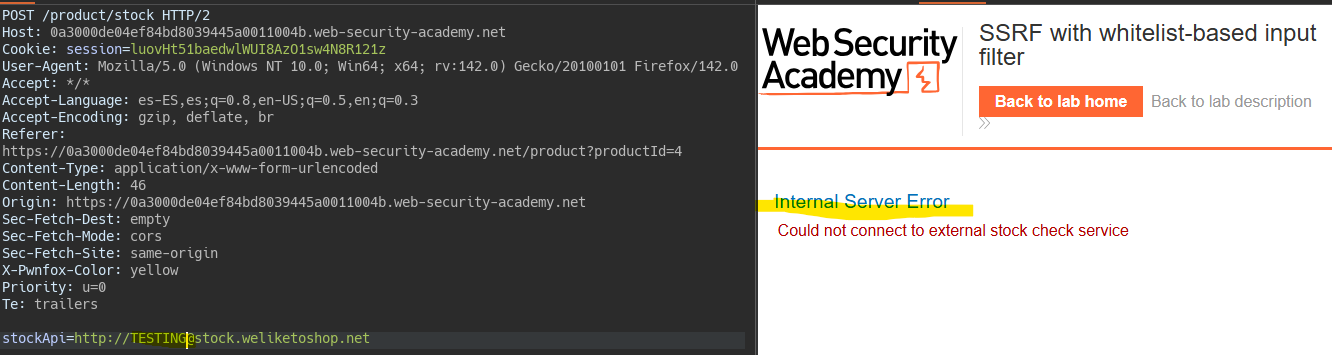 POST /product/stock HTTP/2
Host: 0a3000de04ef84bd8039445a0011004b.web-security-academy.net
Cookie: session=luovHt51baedwlWUI8AzO1sw4N8R121z
User-Agent: Mozilla/5.0 (Windows NT 10.0; Win64; x64; rv:142.0) Gecko/20100101 Firefox/142.0
Accept: */*
Accept-Language: es-ES,es;q=0.8,en-US;q=0.5,en;q=0.3
Accept-Encoding: gzip, deflate, br
Referer:
https://0a3000de04ef84bd8039445a0011004b.web-security-academy.net/product?productId=4
Content-Type: application/x-www-form-urlencoded
Content-Length: 46
Origin: https://0a3000de04ef84bd8039445a0011004b.web-security-academy.net
Sec-Fetch-Dest: empty
Sec-Fetch-Mode: cors
Sec-Fetch-Site: same-origin
X-Pwnfox-Color: yellow
Priority: u=0
Te: trailers
stockApi=http://TESTING@stock.weliketoshop.net
Web Security
Academy
SSRF with whitelist-based input
filter
Back to lab home
Back to lab description
Internal Server Error
Could not connect to external stock check service